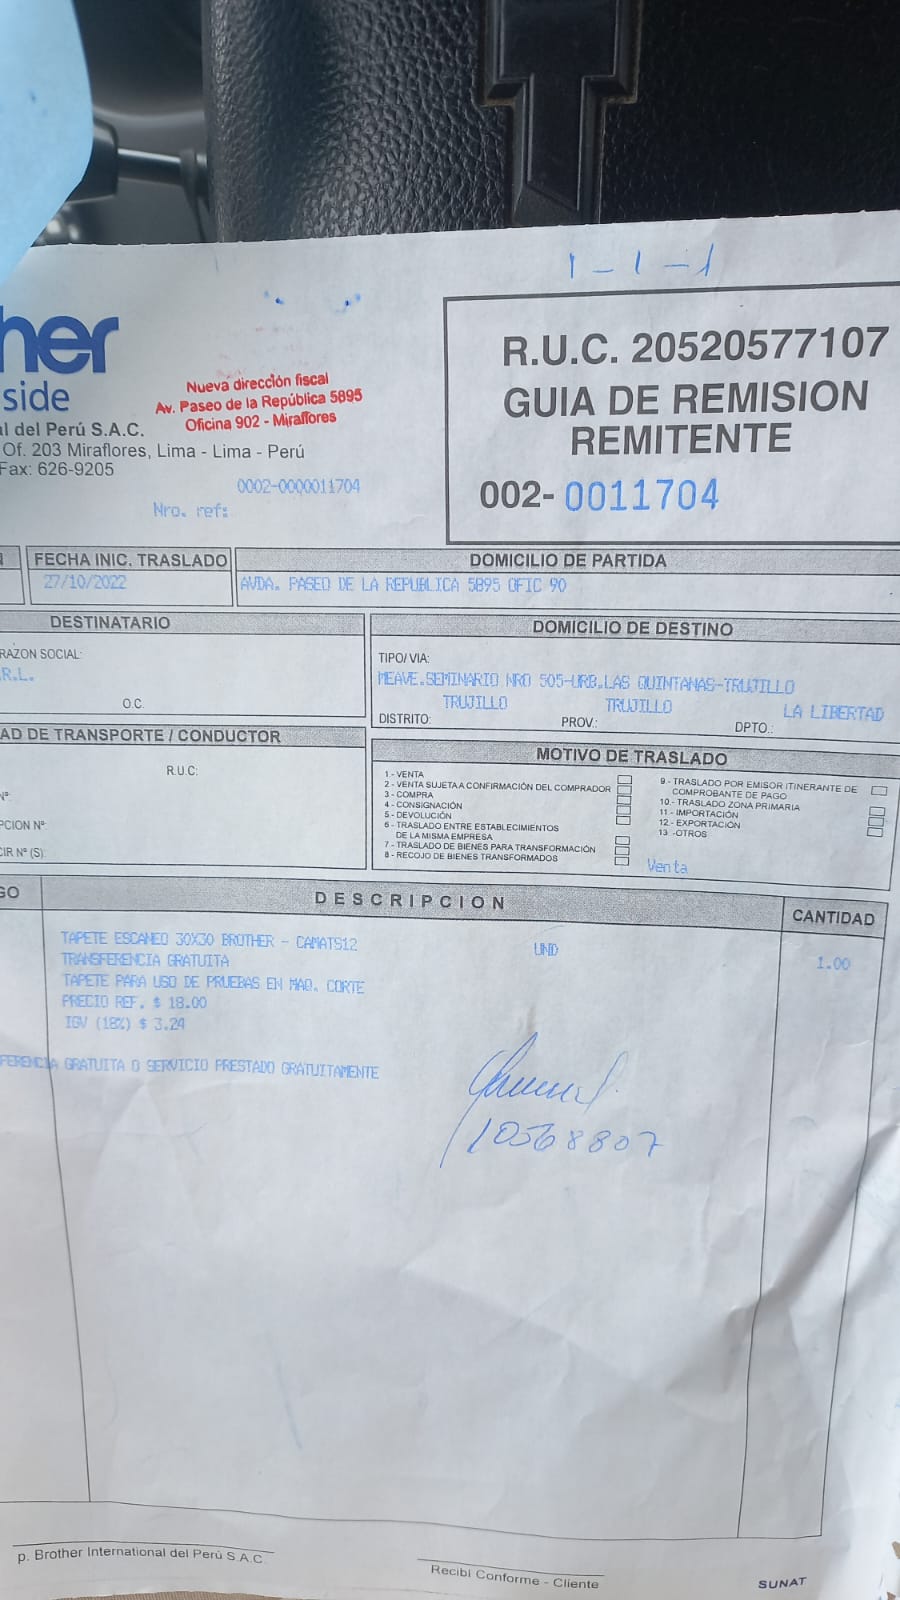 1-1-1
her
side
R.U.C. 20520577107
GUIA DE REMISION
REMITENTE
002- 0011704
Nueva dirección fiscal
Av. Paseo de la República 5895
Oficina 902 - Miraflores
l del Perú S.A.C.
Of. 203 Miraflores, Lima - Lima - Perú
Fax: 626-9205
0002-0000011704
Nro. ref:
FECHA INIC. TRASLADO
27/10/2022
DOMICILIO DE PARTIDA
AVDA. PASEO DE LA REPUBLICA 5895 OFIC 90
DESTINATARIO
RAZON SOCIAL:
.R.L.
O.C.
DOMICILIO DE DESTINO
TIPO/ VIA:
MEAVE.SEMINARIO NRO 505-URB.LAS QUINTANAS-TRUJILLO
TRUJILLO TRUJILLO LA LIBERTAD
DISTRITO: PROV.: DPTO.:
AD DE TRANSPORTE / CONDUCTOR
R.U.C:
Nº:
PCION Nº:
CIR Nº (S):
MOTIVO DE TRASLADO
1 - VENTA
2 - VENTA SUJETA A CONFIRMACIÓN DEL COMPRADOR
3 - COMPRA
4 - CONSIGNACIÓN
5 - DEVOLUCIÓN
6 - TRASLADO ENTRE ESTABLECIMIENTOS
DE LA MISMA EMPRESA
7 - TRASLADO DE BIENES PARA TRANSFORMACIÓN
8 - RECOJO DE BIENES TRANSFORMADOS
9 - TRASLADO POR EMISOR ITINERANTE DE
COMPROBANTE DE PAGO
10.- TRASLADO ZONA PRIMARIA
11 - IMPORTACIÓN
12 - EXPORTACIÓN
13 -OTROS
Venta
GO
DESCRIPCION
CANTIDAD
TAPETE ESCANEO 30X30 BROTHER - CAMATS12 UND 1.00
TRANSFERENCIA GRATUITA
TAPETE PARA USO DE PRUEBAS EN MAQ. CORTE
PRECIO REF. $ 18.00
IGV (18%) $ 3.24
FERENCIA GRATUITA O SERVICIO PRESTADO GRATUITAMENTE
10568807
p. Brother International del Perú S.A.C.
Recibí Conforme - Cliente
SUNAT